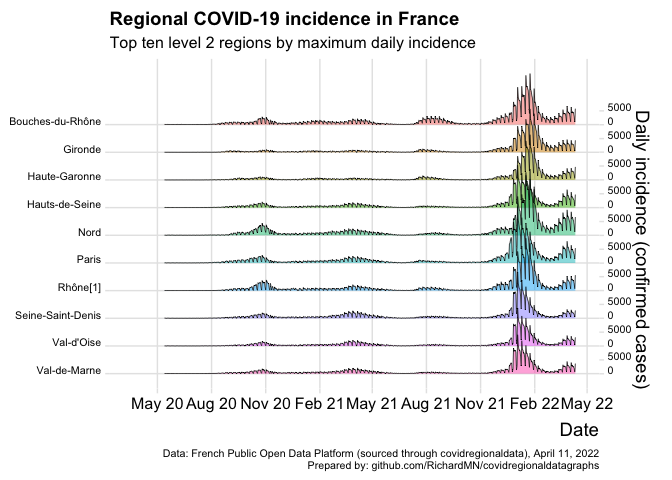 Regional COVID-19 incidence in France
Top ten level 2 regions by maximum daily incidence
Bouches-du-Rhône
Gironde
Haute-Garonne
Hauts-de-Seine
Nord
Paris
Rhône[1]
Seine-Saint-Denis
Val-d'Oise
Val-de-Marne
5000
0
5000
0
5000
0
5000
0
5000
0
5000
0
5000
0
5000
0
5000
0
5000
0
Daily incidence (confirmed cases)
May 20 Aug 20 Nov 20 Feb 21 May 21 Aug 21 Nov 21 Feb 22 May 22
Date
Data: French Public Open Data Platform (sourced through covidregionaldata), April 11, 2022
Prepared by: github.com/RichardMN/covidregionaldatagraphs